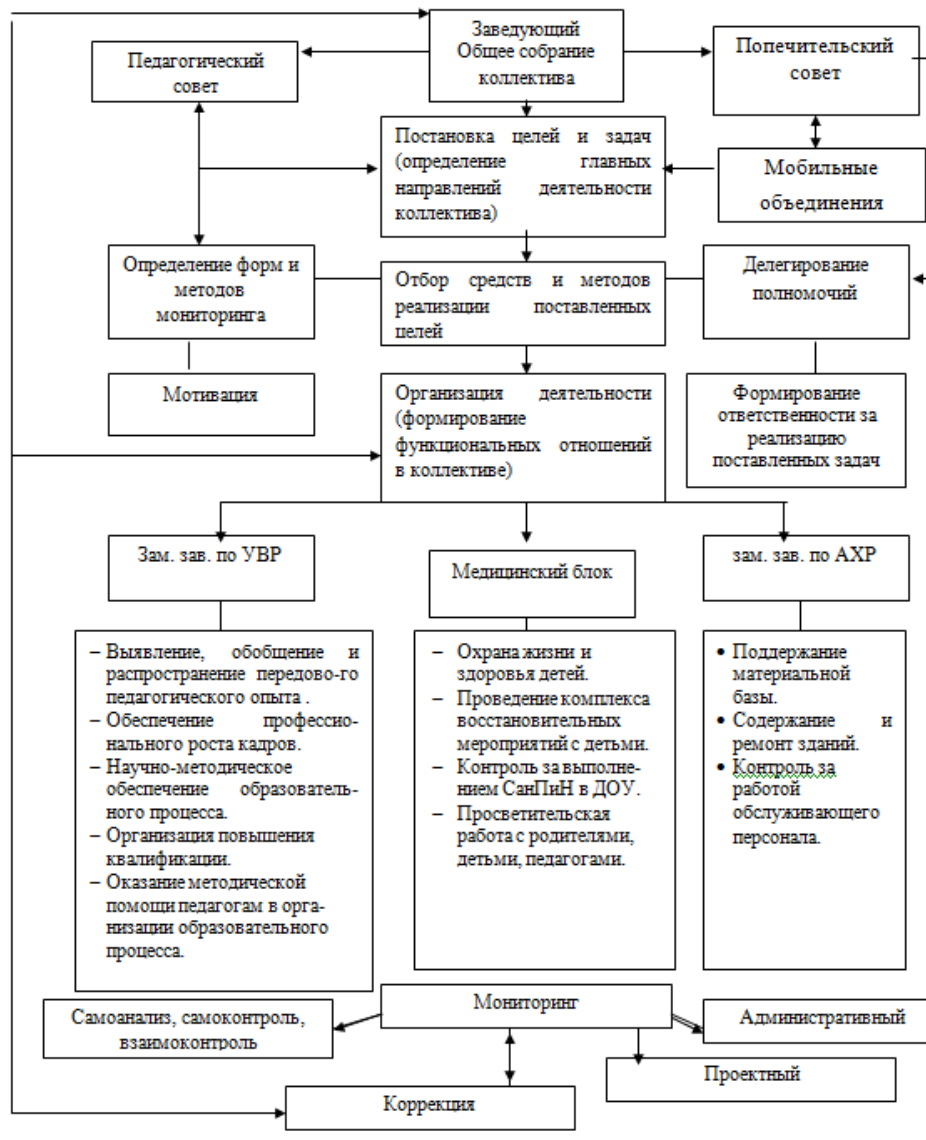 Заведующий
Общее собрание
коллектива
Педагогический
совет
Попечительский
совет
Постановка целей и задач
(определение главных
направлений деятельности
коллектива)
Мобильные
объединения
Определение форм и
методов
мониторинга
Отбор средств и методов
реализации поставленных
целей
Делегирование
полномочий
Мотивация
Организация деятельности
(формирование
функциональных отношений
в коллективе)
Формирование
ответственности за
реализацию
поставленных задач
Зам. зав. по УВР
Медицинский блок
зам. зав. по АХР
– Выявление, обобщение и
распространение передово-го
педагогического опыта .
– Обеспечение профессио-
нального роста кадров.
– Научно-методическое
обеспечение образователь-
ного процесса.
– Организация повышения
квалификации.
– Оказание методической
помощи педагогам в орга-
низации образовательного
процесса.
– Охрана жизни и
здоровья детей.
– Проведение комплекса
восстановительных
мероприятий с детьми.
– Контроль за выполне-
нием СанПиН в ДОУ.
– Просветительская
работа с родителями,
детьми, педагогами.
• Поддержание
материальной
базы.
• Содержание и
ремонт зданий.
• Контроль за
работой
обслуживающего
персонала.
Мониторинг
Самоанализ, самоконтроль,
взаимоконтроль
Административный
Проектный
Коррекция